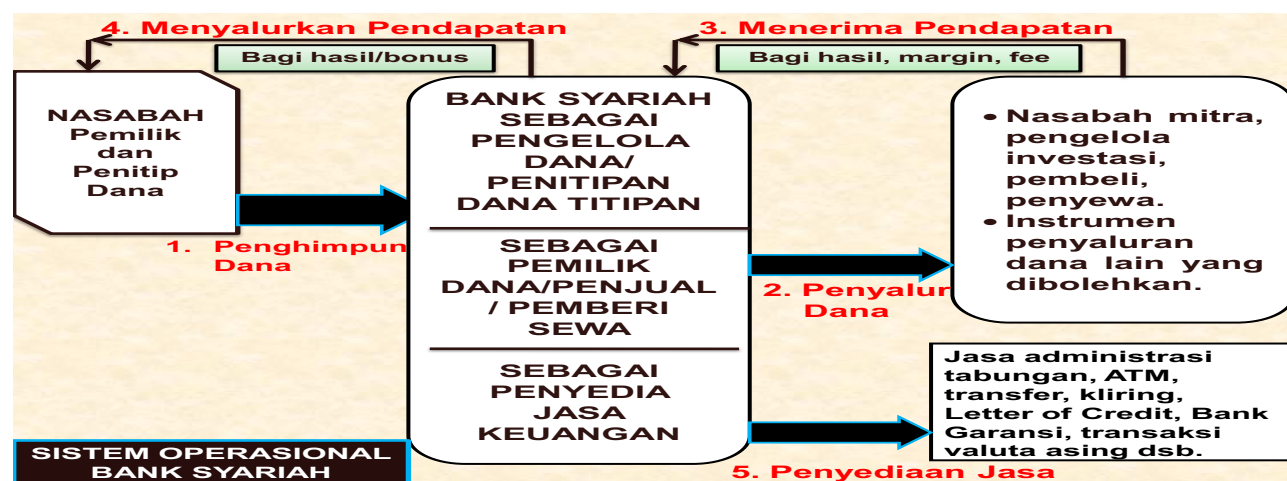 4. Menyalurkan Pendapatan
3. Menerima Pendapatan
Bagi hasil/bonus
Bagi hasil, margin, fee
NASABAH
Pemilik
dan
Penitip
Dana
1. Penghimpun
Dana
BANK SYARIAH
SEBAGAI
PENGELOLA
DANA/
PENITIPAN
DANA TITIPAN
SEBAGAI
PEMILIK
DANA/PENJUAL
/ PEMBERI
SEWA
SEBAGAI
PENYEDIA
JASA
KEUANGAN
• Nasabah mitra,
pengelola
investasi,
pembeli,
penyewa.
• Instrumen
penyaluran
dana lain yang
dibolehkan.
2. Penyalur
Dana
Jasa administrasi
tabungan, ATM,
transfer, kliring,
Letter of Credit, Bank
Garansi, transaksi
valuta asing dsb.
5. Penyediaan Jasa
SISTEM OPERASIONAL
BANK SYARIAH